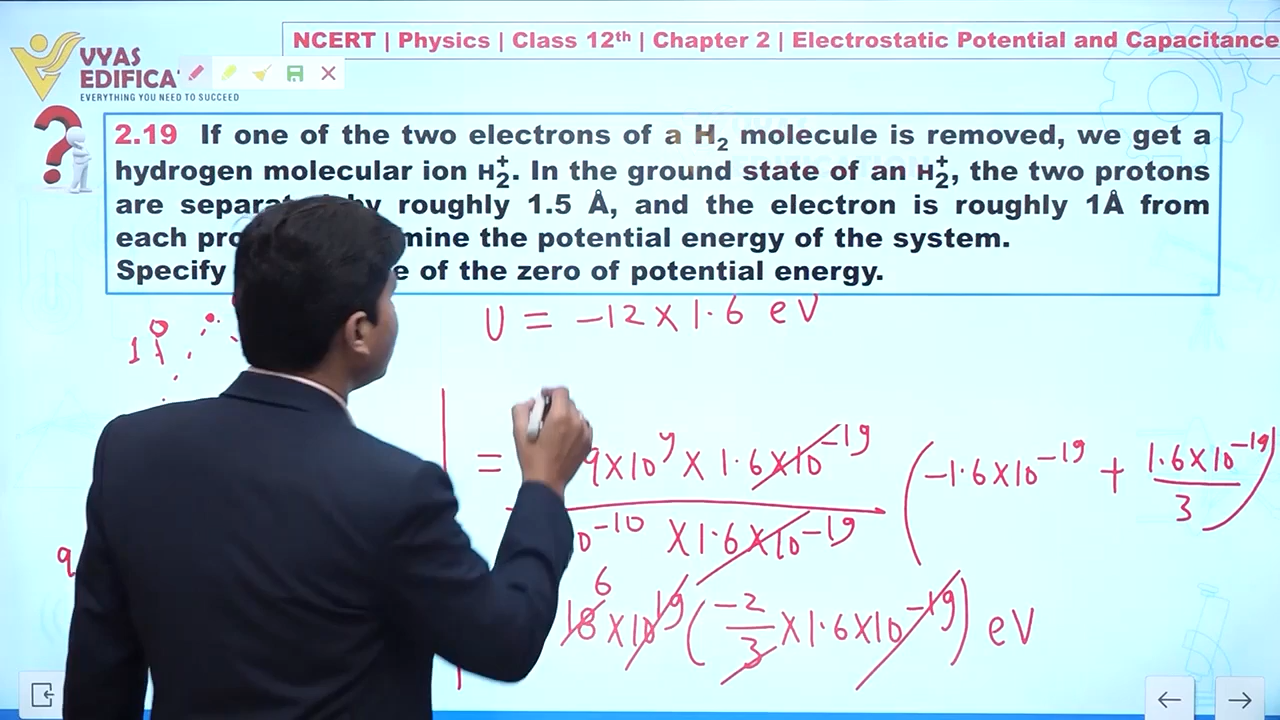 NCERT | Physics | Class 12th | Chapter 2 | Electrostatic Potential and Capacitance
VYAS
EDIFICA
EVERYTHING YOU NEED TO SUCCEED
2.19 If one of the two electrons of a H₂ molecule is removed, we get a
hydrogen molecular ion H₂⁺. In the ground state of an H₂⁺, the two protons
are separat by roughly 1.5 Å, and the electron is roughly 1Å from
each pro mine the potential energy of the system.
Specify e of the zero of potential energy.
U = -12 × 1.6 eV
= 9×10⁹ × 1.6×10⁻¹⁹ (-1.6×10⁻¹⁹ + 1.6×10⁻¹⁹/3)
0⁻¹⁰ × 1.6×10⁻¹⁹
6
18×10¹⁹ (-2/3 ×1.6×10⁻¹⁹) eV
q